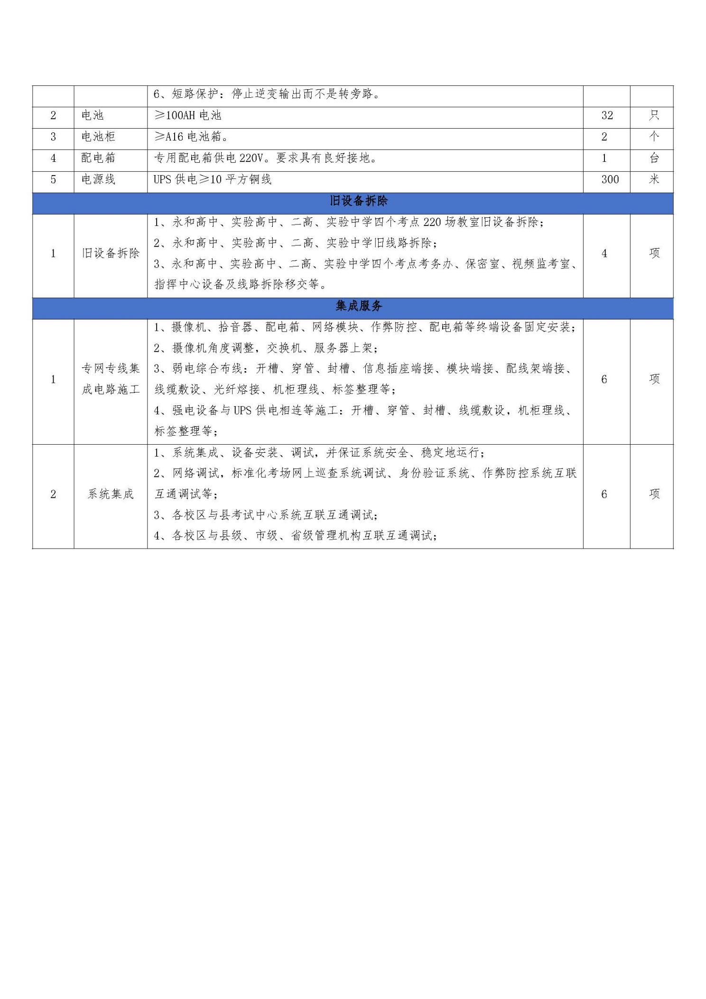 6、短路保护：停止逆变输出而不是转旁路。
2 电池 ≥100AH 电池 32 只
3 电池柜 ≥A16 电池箱。 2 个
4 配电箱 专用配电箱供电 220V。要求具有良好接地。 1 台
5 电源线 UPS 供电≥10 平方铜线 300 米
旧设备拆除
1 旧设备拆除 4 项
1、永和高中、实验高中、二高、实验中学四个考点 220 场教室旧设备拆除；
2、永和高中、实验高中、二高、实验中学旧线路拆除；
3、永和高中、实验高中、二高、实验中学四个考点考务办、保密室、视频监考室、
指挥中心设备及线路拆除移交等。
集成服务
1 专网专线集 6 项
成电路施工
1、摄像机、拾音器、配电箱、网络模块、作弊防控、配电箱等终端设备固定安装；
2、摄像机角度调整，交换机、服务器上架；
3、弱电综合布线：开槽、穿管、封槽、信息插座端接、模块端接、配线架端接、
线缆敷设、光纤熔接、机柜理线、标签整理等；
4、强电设备与 UPS 供电相连等施工：开槽、穿管、封槽、线缆敷设，机柜理线、
标签整理等；
2 系统集成 6 项
1、系统集成、设备安装、调试，并保证系统安全、稳定地运行；
2、网络调试，标准化考场网上巡查系统调试、身份验证系统、作弊防控系统互联
互通调试等；
3、各校区与县考试中心系统互联互通调试；
4、各校区与县级、市级、省级管理机构互联互通调试；